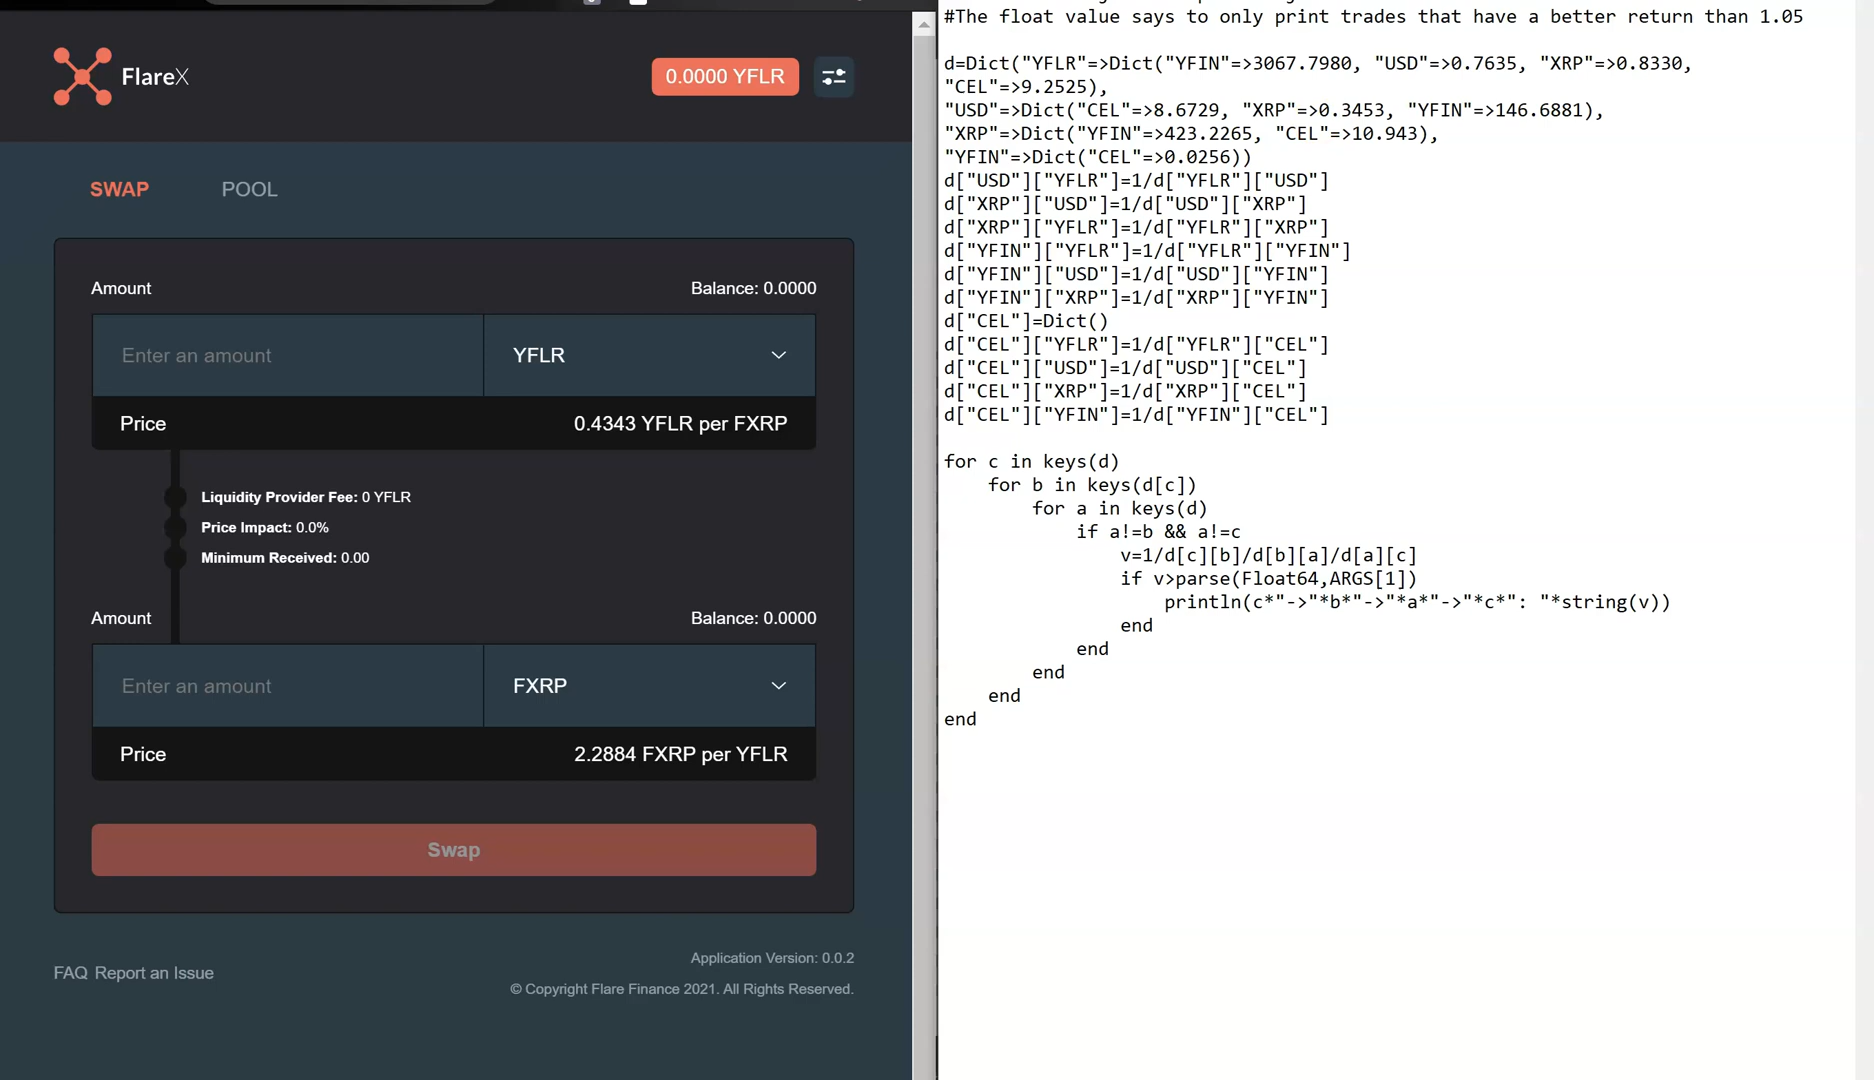 FlareX
0.0000 YFLR
SWAP POOL
Amount Balance: 0.0000
Enter an amount YFLR
Price 0.4343 YFLR per FXRP
Liquidity Provider Fee: 0 YFLR
Price Impact: 0.0%
Minimum Received: 0.00
Amount Balance: 0.0000
Enter an amount FXRP
Price 2.2884 FXRP per YFLR
Swap
FAQ Report an Issue
Application Version: 0.0.2
© Copyright Flare Finance 2021. All Rights Reserved.
#The float value says to only print trades that have a better return than 1.05
d=Dict("YFLR"=>Dict("YFIN"=>3067.7980, "USD"=>0.7635, "XRP"=>0.8330,
"CEL"=>9.2525),
"USD"=>Dict("CEL"=>8.6729, "XRP"=>0.3453, "YFIN"=>146.6881),
"XRP"=>Dict("YFIN"=>423.2265, "CEL"=>10.943),
"YFIN"=>Dict("CEL"=>0.0256))
d["USD"]["YFLR"]=1/d["YFLR"]["USD"]
d["XRP"]["USD"]=1/d["USD"]["XRP"]
d["XRP"]["YFLR"]=1/d["YFLR"]["XRP"]
d["YFIN"]["YFLR"]=1/d["YFLR"]["YFIN"]
d["YFIN"]["USD"]=1/d["USD"]["YFIN"]
d["YFIN"]["XRP"]=1/d["XRP"]["YFIN"]
d["CEL"]=Dict()
d["CEL"]["YFLR"]=1/d["YFLR"]["CEL"]
d["CEL"]["USD"]=1/d["USD"]["CEL"]
d["CEL"]["XRP"]=1/d["XRP"]["CEL"]
d["CEL"]["YFIN"]=1/d["YFIN"]["CEL"]
for c in keys(d)
for b in keys(d[c])
for a in keys(d)
if a!=b && a!=c
v=1/d[c][b]/d[b][a]/d[a][c]
if v>parse(Float64,ARGS[1])
println(c*"->"*b*"->"*a*"->"*c*": "*string(v))
end
end
end
end
end